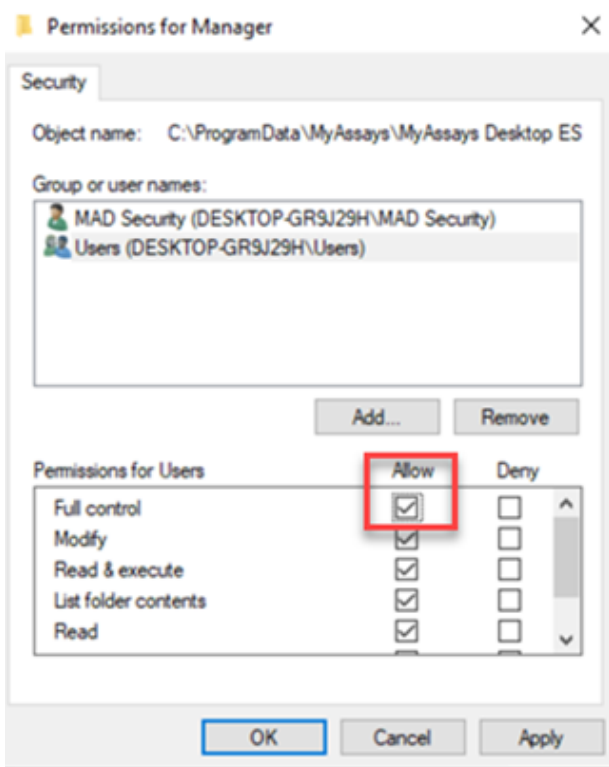 Permissions for Manager
Security
Object name: C:\ProgramData\MyAssays\MyAssays Desktop ES
Group or user names:
MAD Security (DESKTOP-GR9J29H\MAD Security)
Users (DESKTOP-GR9J29H\Users)
Add... Remove
Permissions for Users Allow Deny
Full control
Modify
Read & execute
List folder contents
Read
OK Cancel Apply